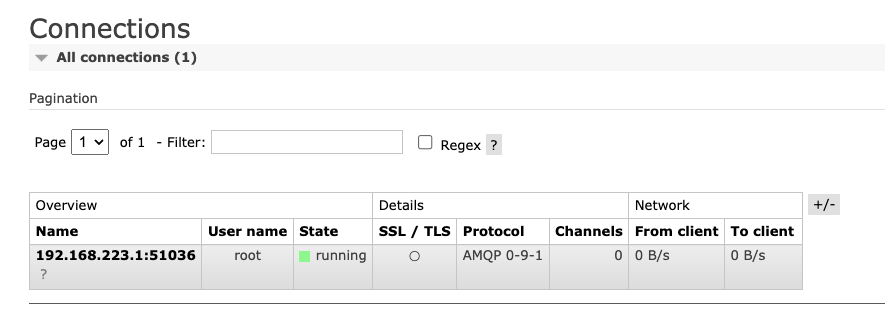 Connections
All connections (1)
Pagination
Page 1 of 1 - Filter: Regex ?
Overview Details Network +/-
Name User name State SSL / TLS Protocol Channels From client To client
192.168.223.1:51036 root running ○ AMQP 0-9-1 0 0 B/s 0 B/s
?